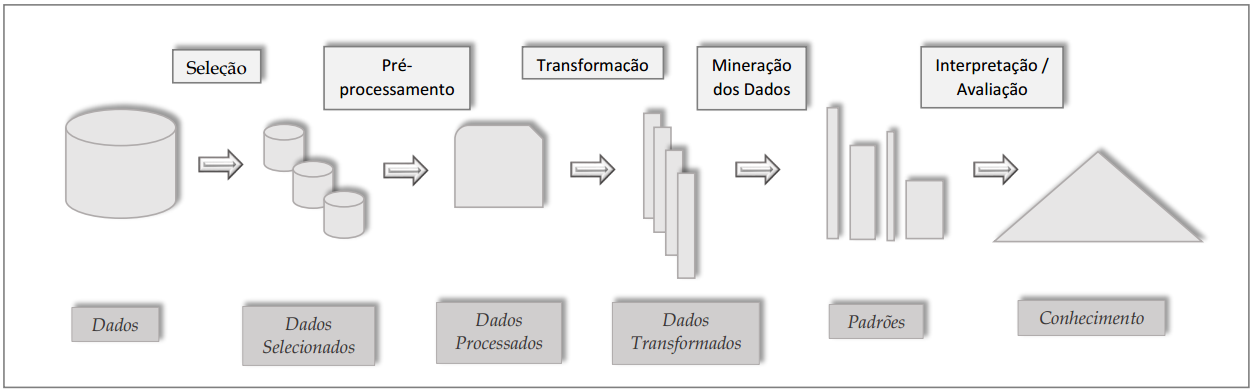 Seleção
Pré-
processamento
Transformação
Mineração
dos Dados
Interpretação /
Avaliação
Dados
Dados
Selecionados
Dados
Processados
Dados
Transformados
Padrões
Conhecimento